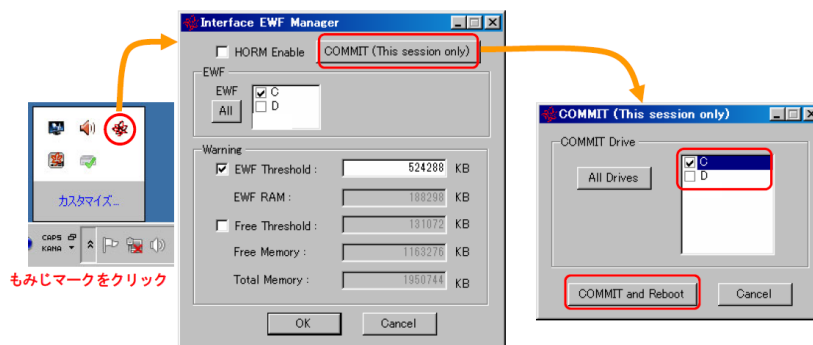 カスタマイズ...
CAPS
KANA
もみじマークをクリック
Interface EWF Manager
HORM Enable
COMMIT (This session only)
EWF
EWF
All
C
D
Warning
EWF Threshold :
524288 KB
EWF RAM :
188298 KB
Free Threshold :
131072 KB
Free Memory :
1163276 KB
Total Memory :
1950744 KB
OK
Cancel
COMMIT (This session only)
COMMIT Drive
All Drives
C
D
COMMIT and Reboot
Cancel